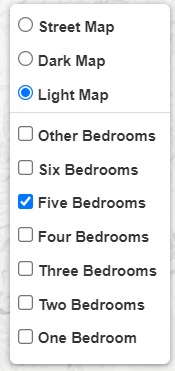 Street Map
Dark Map
Light Map
Other Bedrooms
Six Bedrooms
Five Bedrooms
Four Bedrooms
Three Bedrooms
Two Bedrooms
One Bedroom